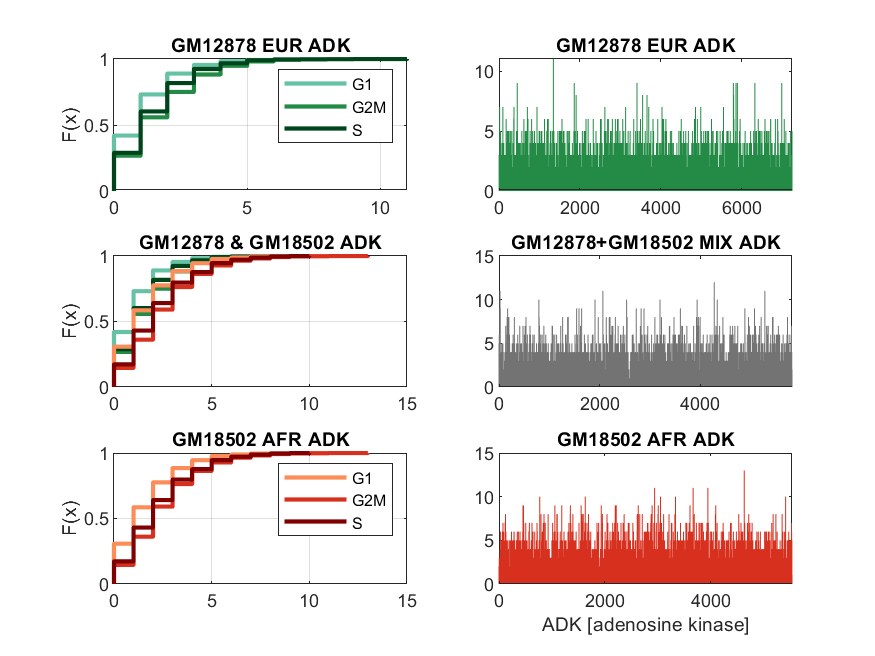 GM12878 EUR ADK
F(x)
1
0.5
0
0
5
10
G1
G2M
S
GM12878 EUR ADK
10
5
0
0
2000
4000
6000
GM12878 & GM18502 ADK
F(x)
1
0.5
0
0
5
10
15
GM12878+GM18502 MIX ADK
15
10
5
0
0
2000
4000
GM18502 AFR ADK
F(x)
1
0.5
0
0
5
10
15
G1
G2M
S
GM18502 AFR ADK
15
10
5
0
0
2000
4000
ADK [adenosine kinase]